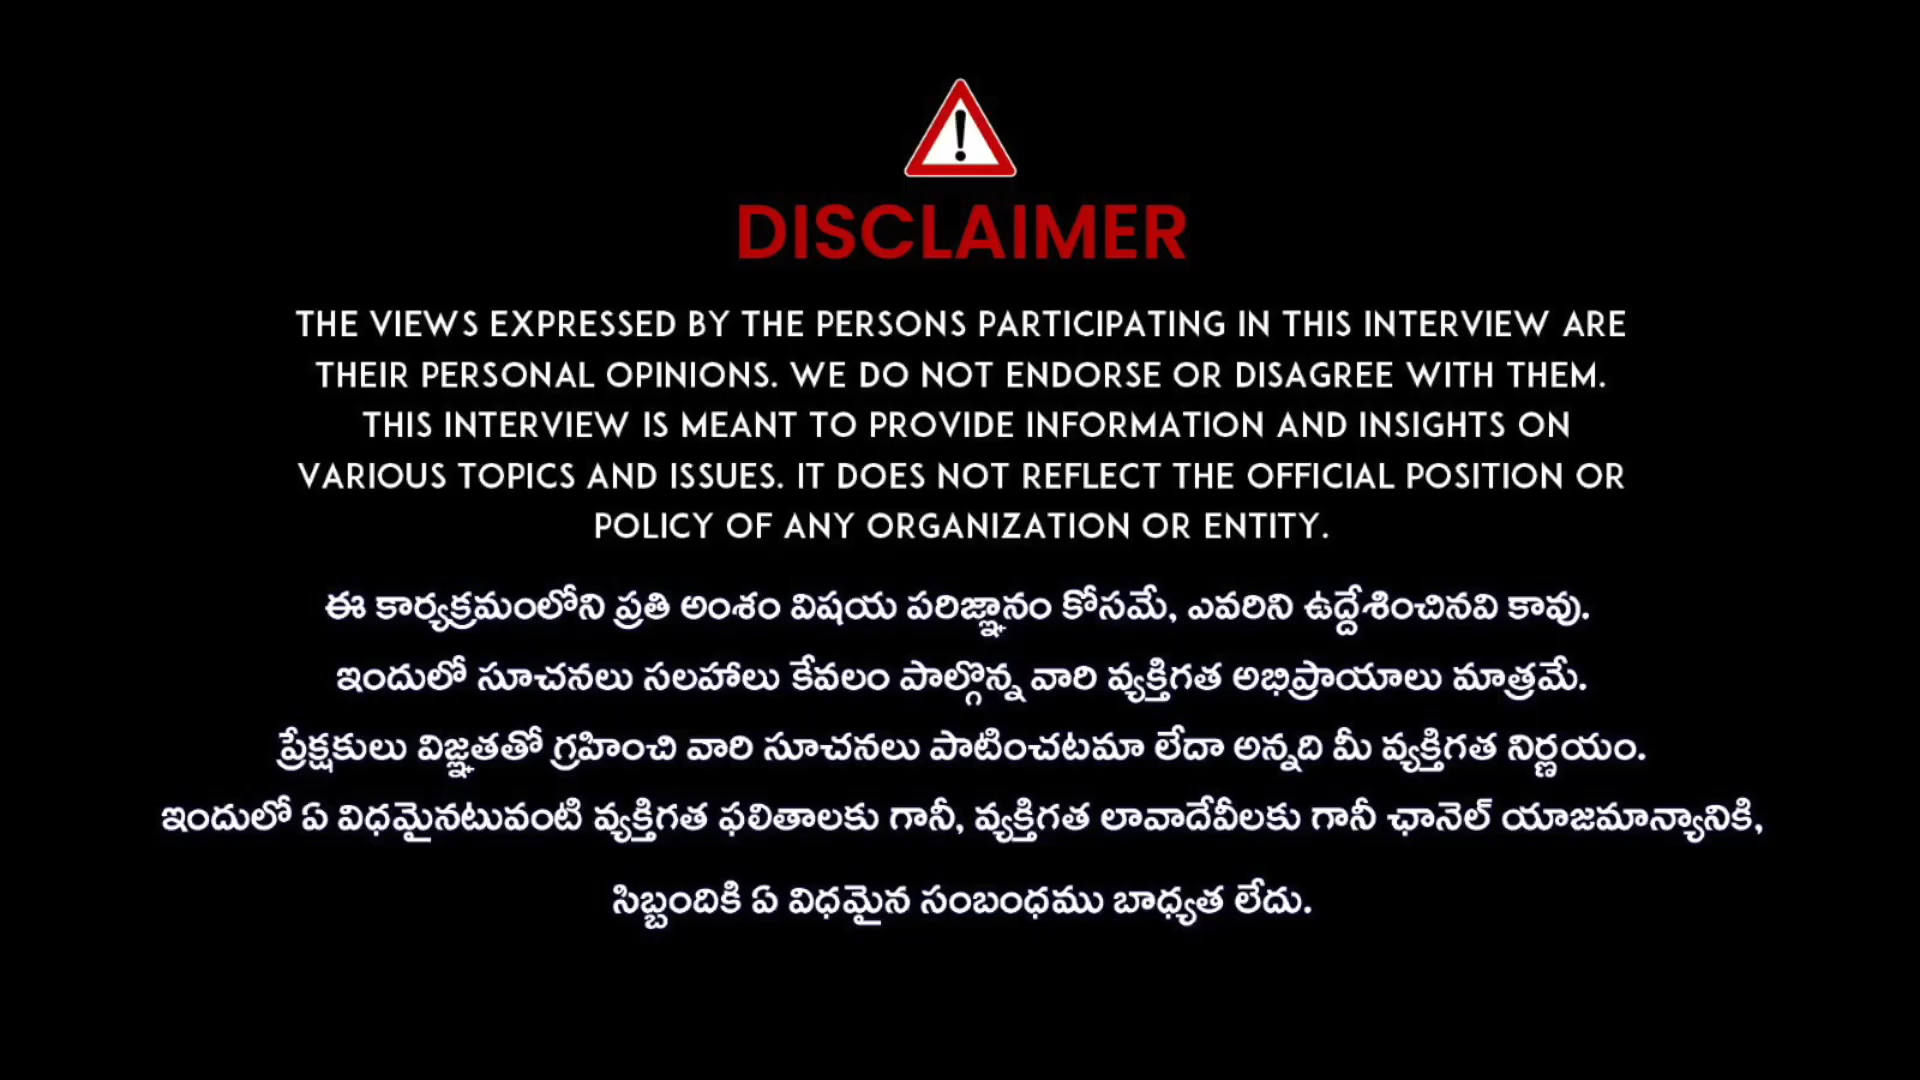 DISCLAIMER
THE VIEWS EXPRESSED BY THE PERSONS PARTICIPATING IN THIS INTERVIEW ARE
THEIR PERSONAL OPINIONS. WE DO NOT ENDORSE OR DISAGREE WITH THEM.
THIS INTERVIEW IS MEANT TO PROVIDE INFORMATION AND INSIGHTS ON
VARIOUS TOPICS AND ISSUES. IT DOES NOT REFLECT THE OFFICIAL POSITION OR
POLICY OF ANY ORGANIZATION OR ENTITY.
ఈ కార్యక్రమంలోని ప్రతి అంశం విషయ పరిజ్ఞానం కోసమే, ఎవరిని ఉద్దేశించినవి కావు.
ఇందులో సూచనలు సలహాలు కేవలం పాల్గొన్న వారి వ్యక్తిగత అభిప్రాయాలు మాత్రమే.
ప్రేక్షకులు విజ్ఞతతో గ్రహించి వారి సూచనలు పాటించటమా లేదా అన్నది మీ వ్యక్తిగత నిర్ణయం.
ఇందులో ఏ విధమైనటువంటి వ్యక్తిగత ఫలితాలకు గానీ, వ్యక్తిగత లావాదేవీలకు గానీ ఛానెల్ యాజమాన్యానికి,
సిబ్బందికి ఏ విధమైన సంబంధము బాధ్యత లేదు.